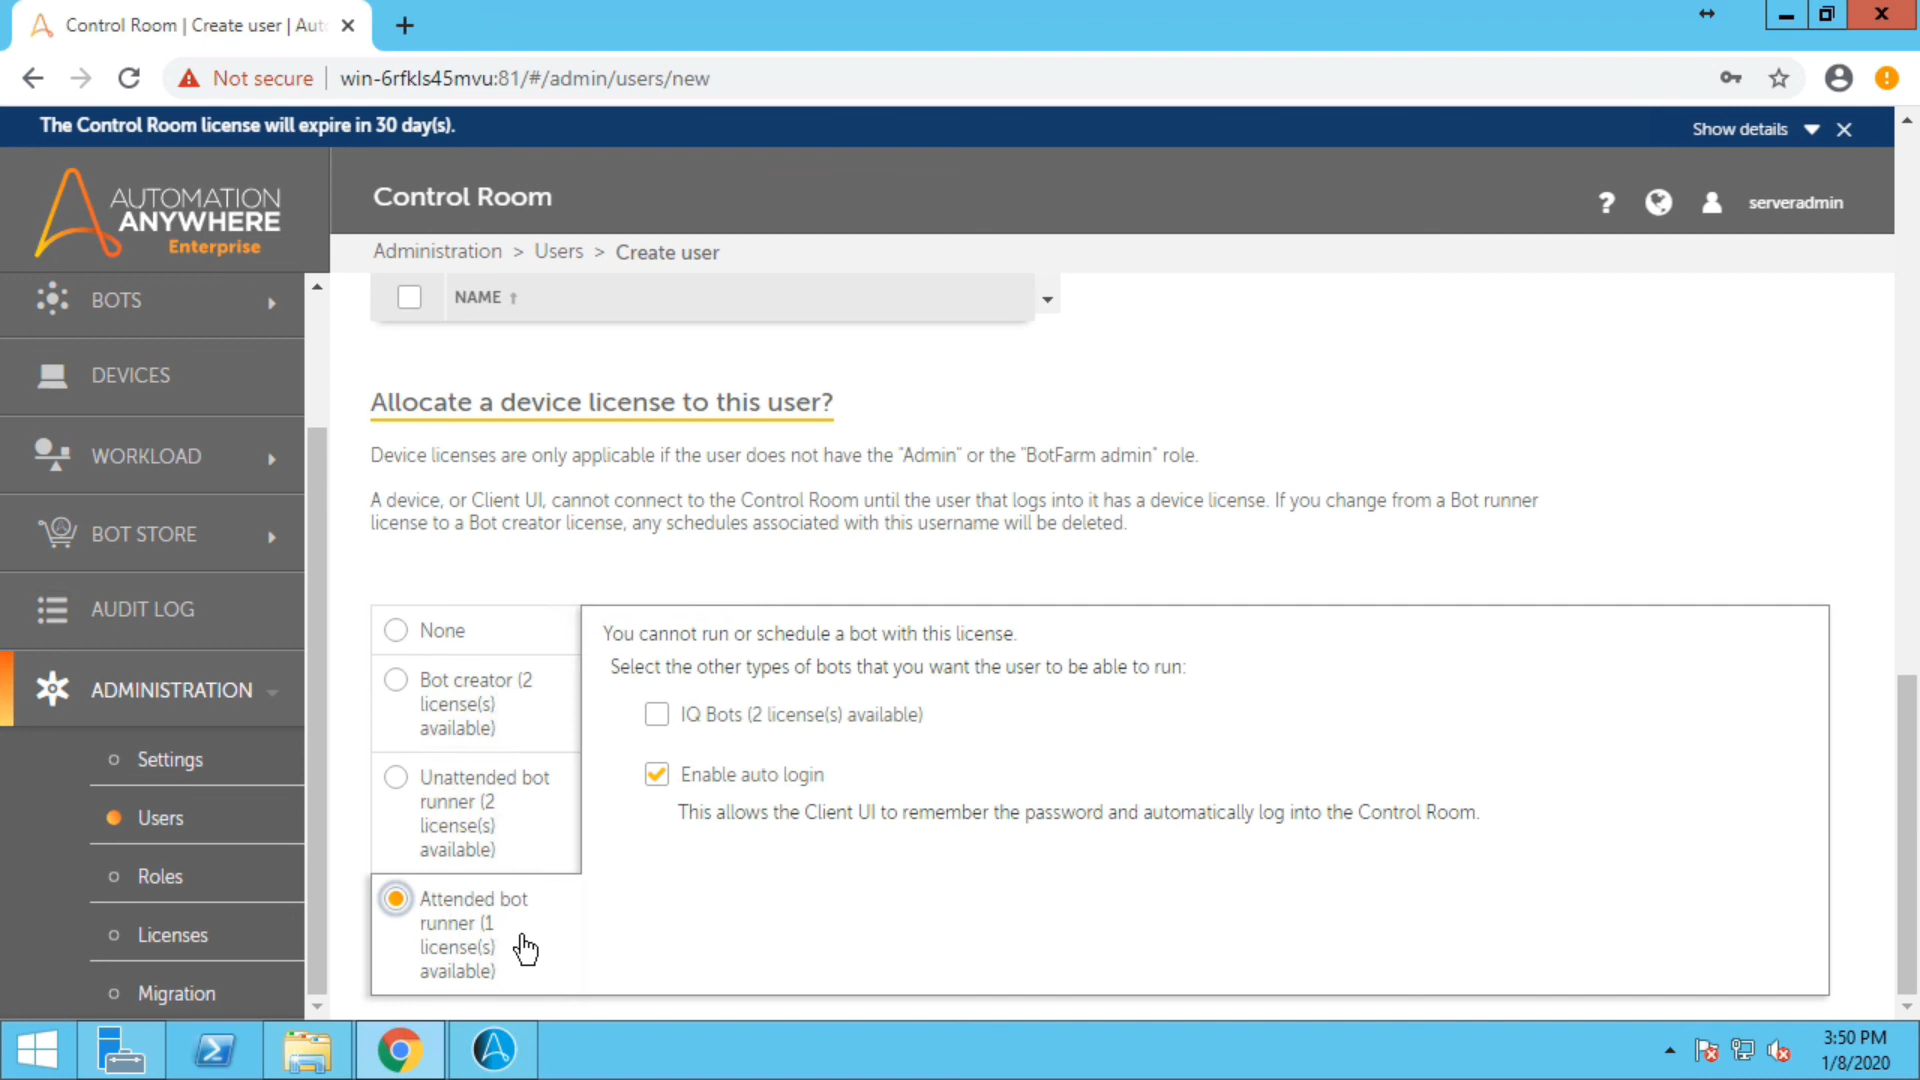 Control Room | Create user | Aut
Not secure
win-6rfkls45mvu:81/#/admin/users/new
The Control Room license will expire in 30 day(s).
Show details
AUTOMATION
ANYWHERE
Enterprise
Control Room
?
serveradmin
Administration > Users > Create user
BOTS
DEVICES
WORKLOAD
BOT STORE
AUDIT LOG
ADMINISTRATION
Settings
Users
Roles
Licenses
Migration
NAME
Allocate a device license to this user?
Device licenses are only applicable if the user does not have the "Admin" or the "BotFarm admin" role.
A device, or Client UI, cannot connect to the Control Room until the user that logs into it has a device license. If you change from a Bot runner
license to a Bot creator license, any schedules associated with this username will be deleted.
None
Bot creator (2
license(s)
available)
Unattended bot
runner (2
license(s)
available)
Attended bot
runner (1
license(s)
available)
You cannot run or schedule a bot with this license.
Select the other types of bots that you want the user to be able to run:
IQ Bots (2 license(s) available)
Enable auto login
This allows the Client UI to remember the password and automatically log into the Control Room.
3:50 PM
1/8/2020